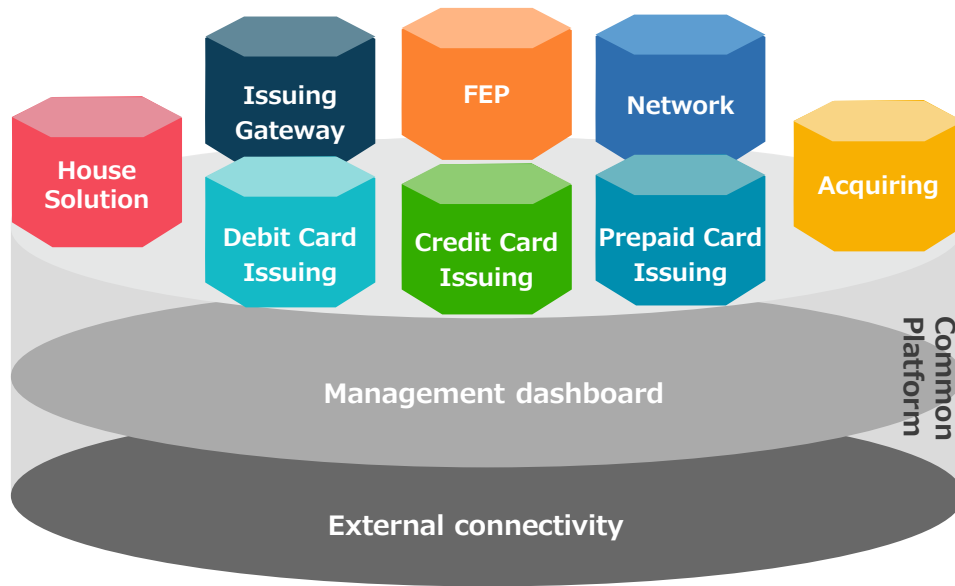 Issuing
Gateway
FEP
Network
House
Solution
Acquiring
Debit Card
Issuing
Credit Card
Issuing
Prepaid Card
Issuing
Common
Platform
Management dashboard
External connectivity